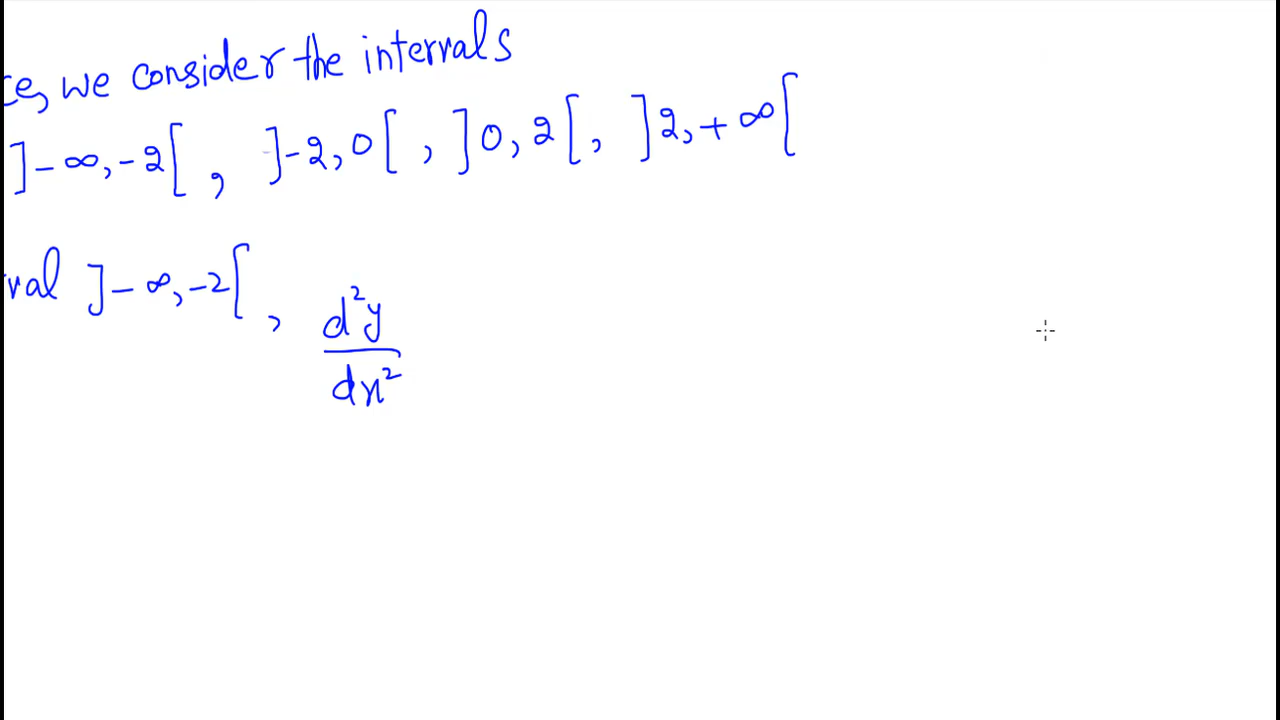 ce, we consider the intervals
]-∞,-2[ , ]-2,0[ , ]0,2[ , ]2,+∞[
val ]-∞,-2[ , d²y
dx²